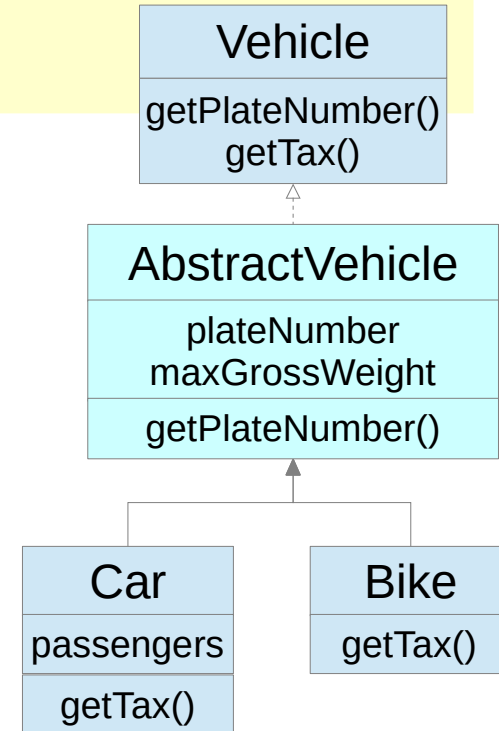 Vehicle
getPlateNumber()
getTax()
AbstractVehicle
plateNumber
maxGrossWeight
getPlateNumber()
Car
passengers
getTax()
Bike
getTax()